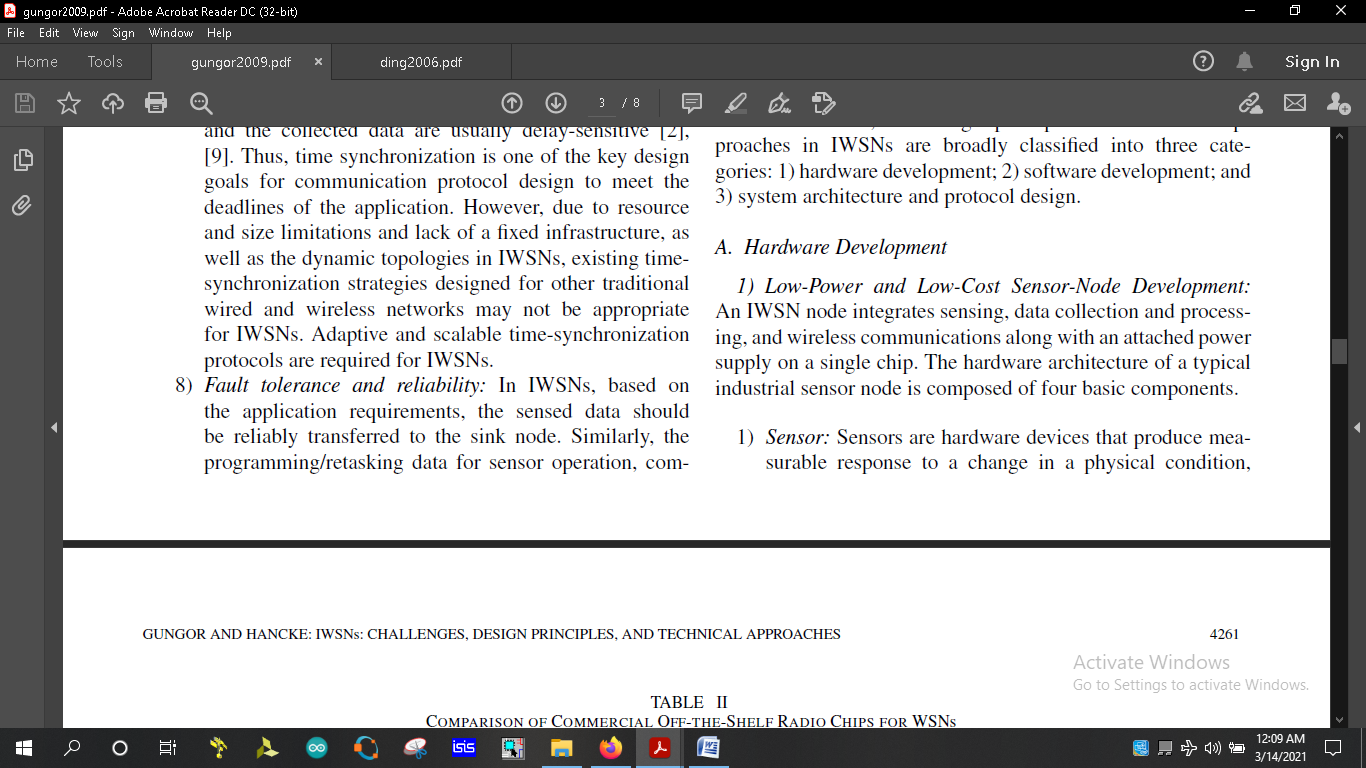 gungor2009.pdf - Adobe Acrobat Reader DC (32-bit)
File Edit View Sign Window Help
Home Tools gungor2009.pdf × ding2006.pdf Sign In
3 / 8
and the collected data are usually delay-sensitive [2],
[9]. Thus, time synchronization is one of the key design
goals for communication protocol design to meet the
deadlines of the application. However, due to resource
and size limitations and lack of a fixed infrastructure, as
well as the dynamic topologies in IWSNs, existing time-
synchronization strategies designed for other traditional
wired and wireless networks may not be appropriate
for IWSNs. Adaptive and scalable time-synchronization
protocols are required for IWSNs.
8) Fault tolerance and reliability: In IWSNs, based on
the application requirements, the sensed data should
be reliably transferred to the sink node. Similarly, the
programming/retasking data for sensor operation, com-
proaches in IWSNs are broadly classified into three cate-
gories: 1) hardware development; 2) software development; and
3) system architecture and protocol design.
A. Hardware Development
1) Low-Power and Low-Cost Sensor-Node Development:
An IWSN node integrates sensing, data collection and process-
ing, and wireless communications along with an attached power
supply on a single chip. The hardware architecture of a typical
industrial sensor node is composed of four basic components.
1) Sensor: Sensors are hardware devices that produce mea-
surable response to a change in a physical condition,
GUNGOR AND HANCKE: IWSNs: CHALLENGES, DESIGN PRINCIPLES, AND TECHNICAL APPROACHES 4261
Activate Windows
Go to Settings to activate Windows.
TABLE II
COMPARISON OF COMMERCIAL OFF-THE-SHELF RADIO CHIPS FOR WSNs
isis
12:09 AM
3/14/2021